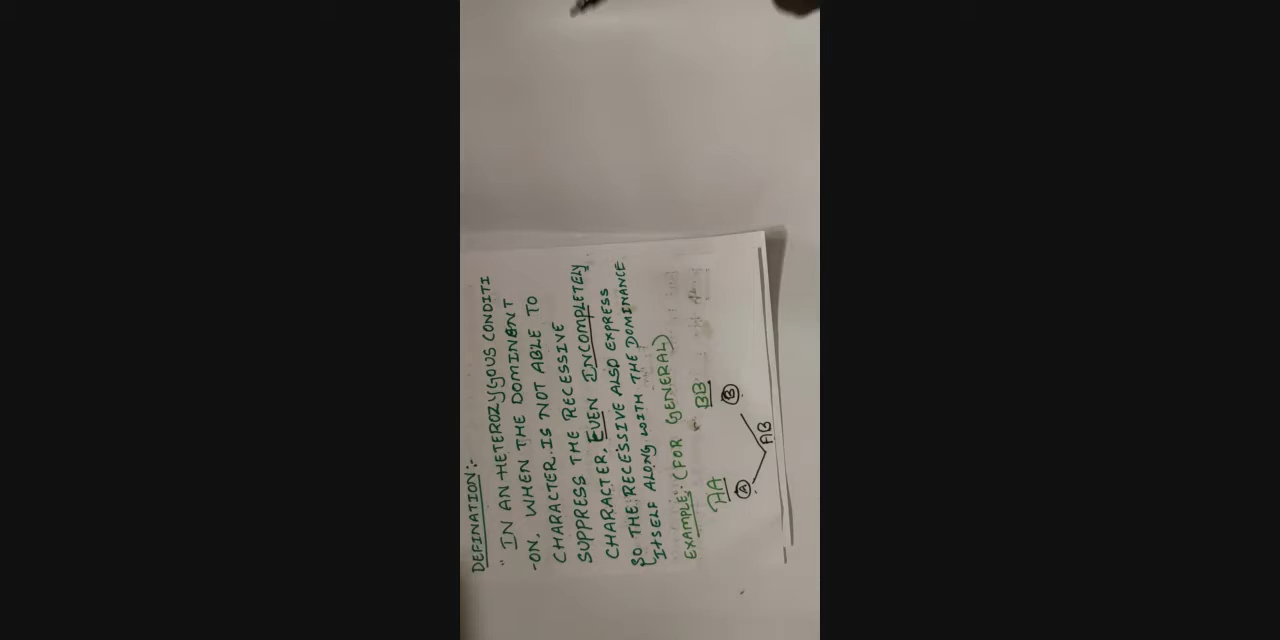 DEFINATION:-
" IN AN HETEROZYGOUS CONDITI
-ON. WHEN THE DOMINANT
CHARACTER IS NOT ABLE TO
SUPPRESS THE RECESSIVE
CHARACTER, EVEN INCOMPLETELY
SO THE RECESSIVE ALSO EXPRESS
ITSELF ALONG WITH THE DOMINANCE
EXAMPLE:- (FOR GENERAL)
AA BB
A B
AB